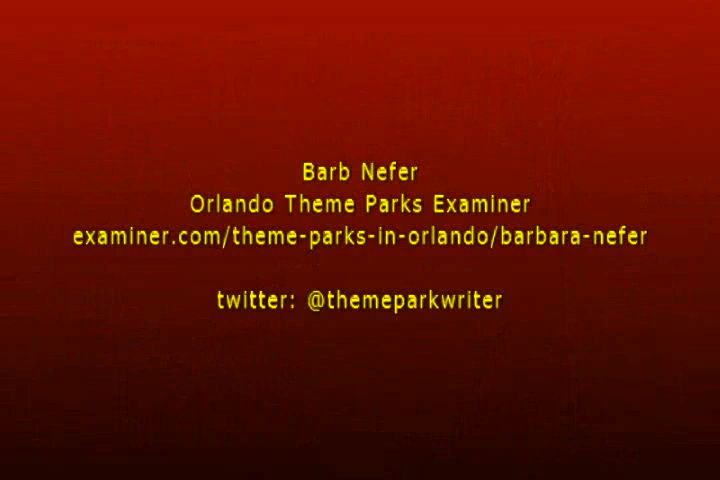 Barb Nefer
Orlando Theme Parks Examiner
examiner.com/theme-parks-in-orlando/barbara-nefer
twitter: @themeparkwriter